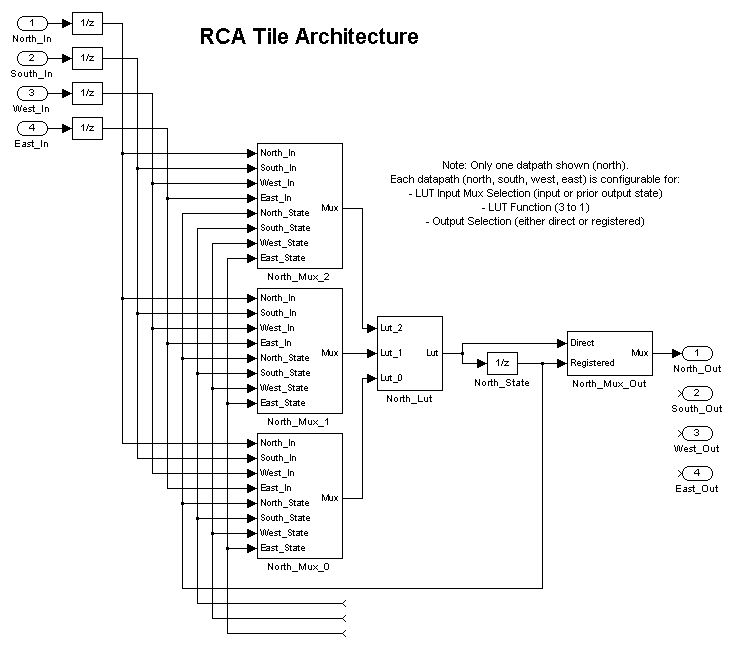 RCA Tile Architecture
1
North_In
1/z
2
South_In
1/z
3
West_In
1/z
4
East_In
1/z
Note: Only one datpath shown (north).
Each datapath (north, south, west, east) is configurable for:
- LUT Input Mux Selection (input or prior output state)
- LUT Function (3 to 1)
- Output Selection (either direct or registered)
North_In
South_In
West_In
East_In
North_State
South_State
West_State
East_State
Mux
North_Mux_2
North_In
South_In
West_In
East_In
North_State
South_State
West_State
East_State
Mux
North_Mux_1
North_In
South_In
West_In
East_In
North_State
South_State
West_State
East_State
Mux
North_Mux_0
Lut_2
Lut_1
Lut_0
Lut
North_Lut
1/z
North_State
Direct
Registered
Mux
North_Mux_Out
1
North_Out
2
South_Out
3
West_Out
4
East_Out